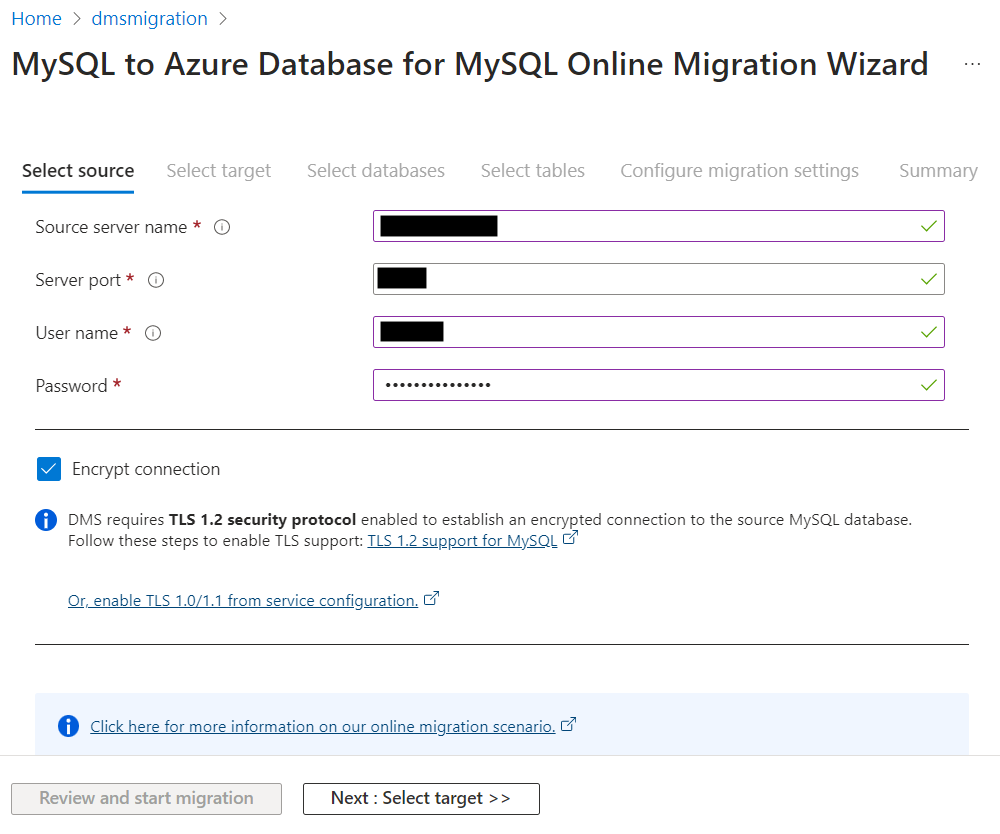 Home > dmsmigration >
MySQL to Azure Database for MySQL Online Migration Wizard ...
Select source Select target Select databases Select tables Configure migration settings Summary
Source server name *
Server port *
User name *
Password * •••••••••••••••
Encrypt connection
DMS requires TLS 1.2 security protocol enabled to establish an encrypted connection to the source MySQL database.
Follow these steps to enable TLS support: TLS 1.2 support for MySQL
Or, enable TLS 1.0/1.1 from service configuration.
Click here for more information on our online migration scenario.
Review and start migration Next : Select target >>